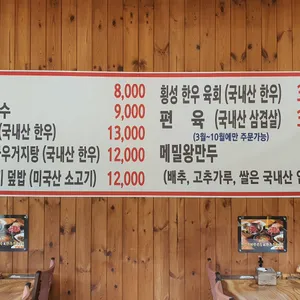 8,000
수 9,000
(국내산 한우) 13,000
우거지탕 (국내산 한우) 12,000
덮밥 (미국산 소고기) 12,000
횡성 한우 육회 (국내산 한우)
편 육 (국내산 삼겹살)
(3월~10월에만 주문가능)
메밀왕만두
(배추, 고추가루, 쌀은 국내산